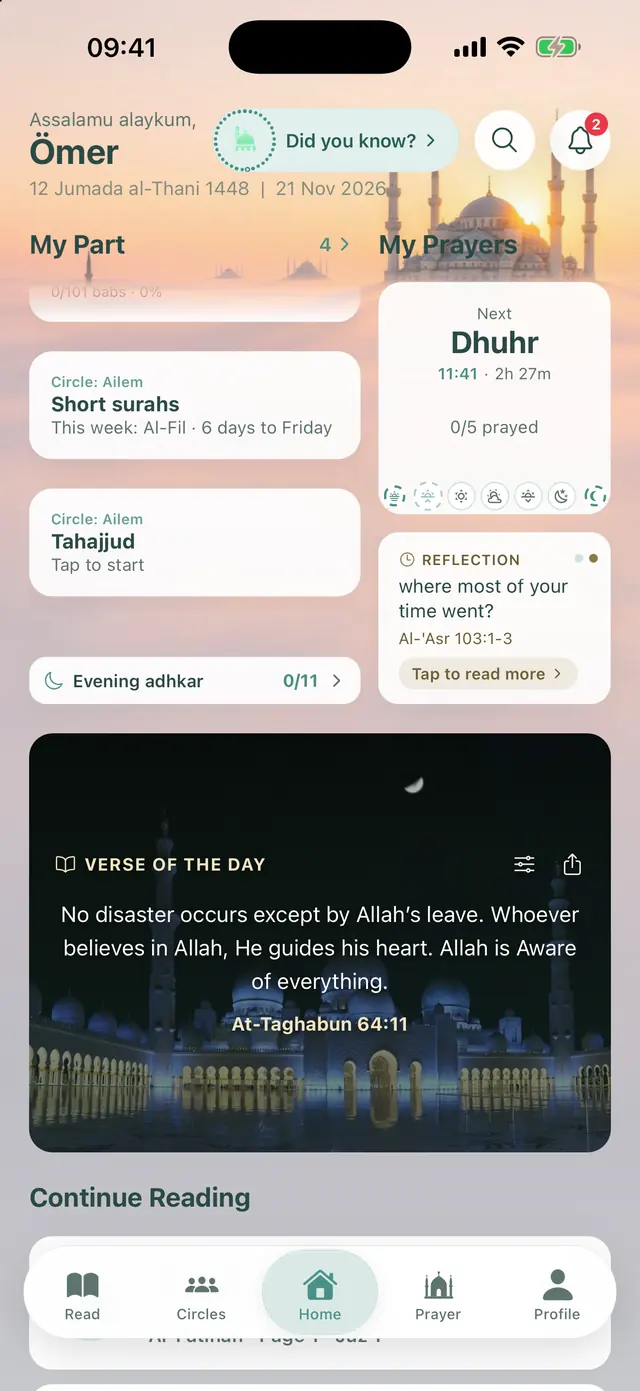 09:41
Assalamu alaykum,
Ömer
Did you know?
2
12 Jumada al-Thani 1448 | 21 Nov 2026
My Part
4
0/101 babs · 0%
Circle: Ailem
Short surahs
This week: Al-Fil · 6 days to Friday
Circle: Ailem
Tahajjud
Tap to start
Evening adhkar
0/11
My Prayers
Next
Dhuhr
11:41 · 2h 27m
0/5 prayed
REFLECTION
where most of your
time went?
Al-'Asr 103:1-3
Tap to read more
VERSE OF THE DAY
No disaster occurs except by Allah’s leave. Whoever
believes in Allah, He guides his heart. Allah is Aware
of everything.
At-Taghabun 64:11
Continue Reading
Read
Circles
Home
Prayer
Profile